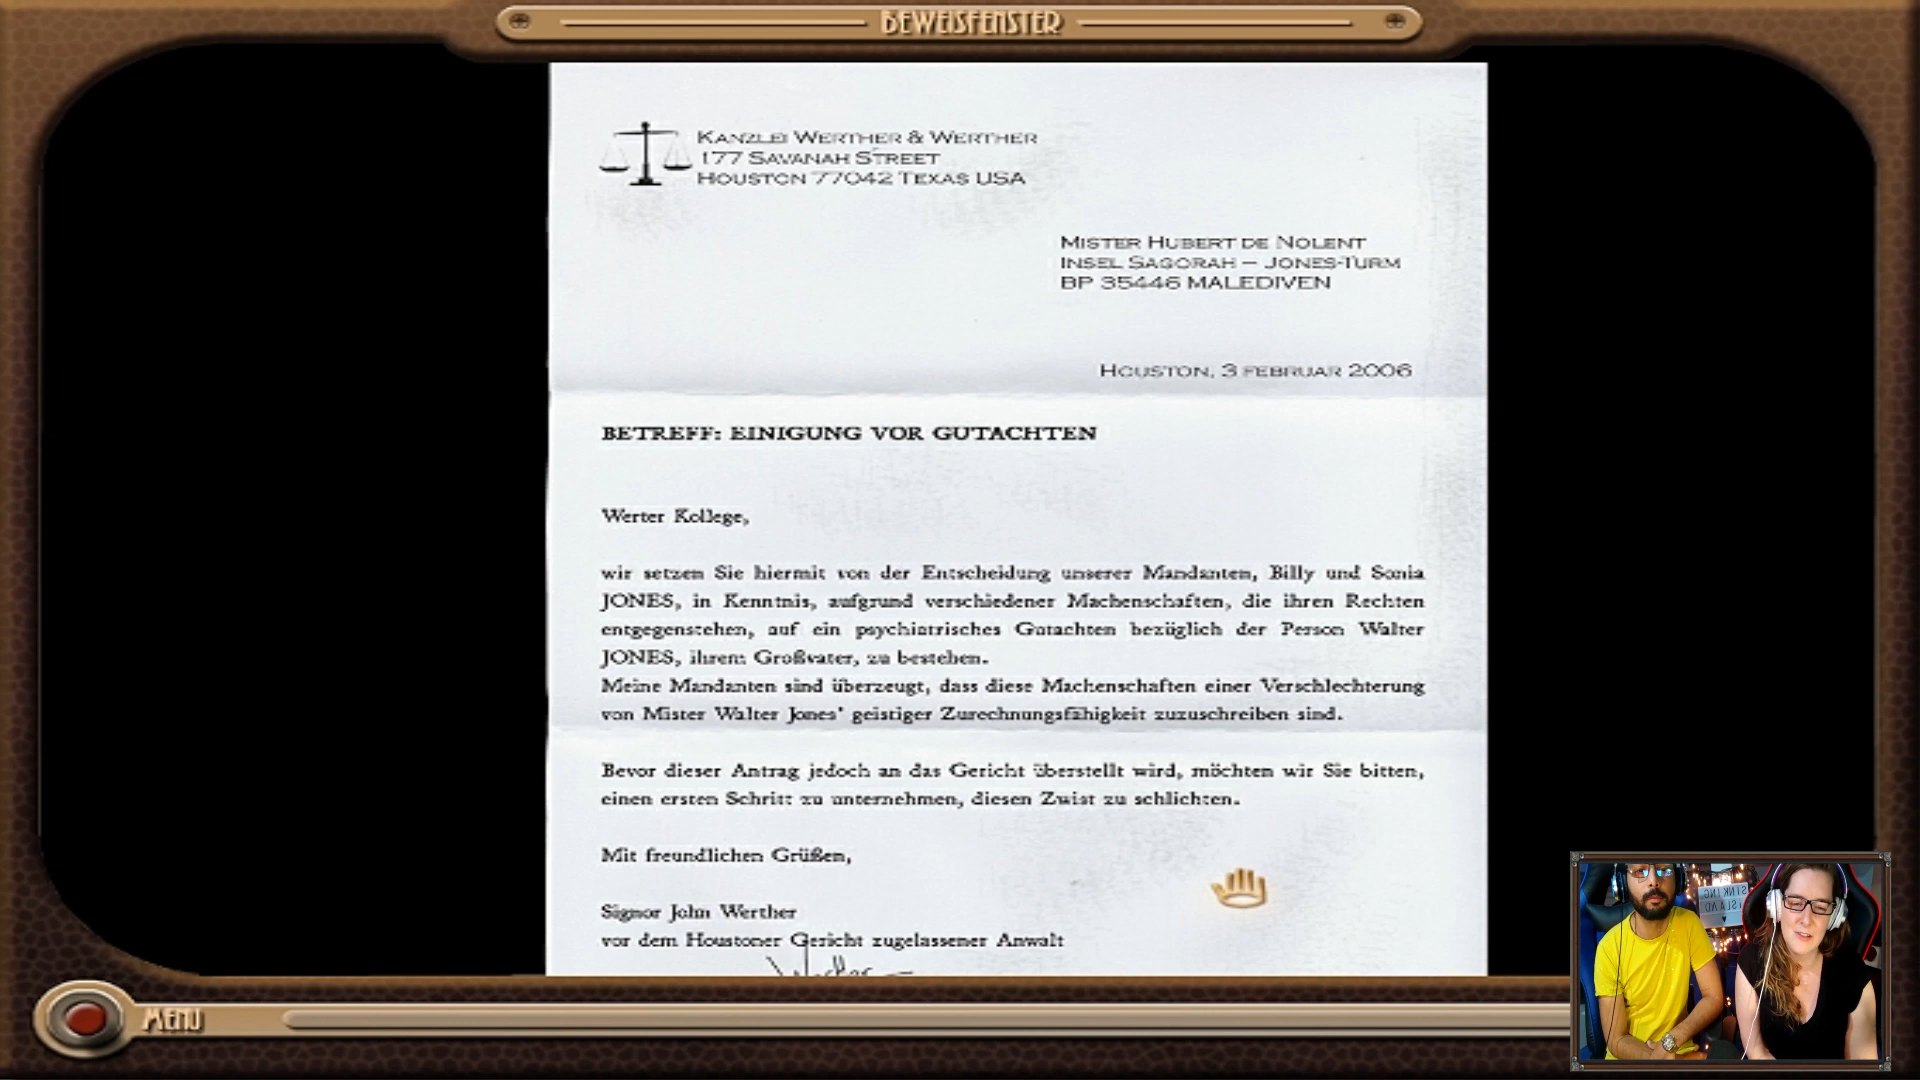 BEWEISFENSTER
KANZLEI WERTHER & WERTHER
177 SAVANAH STREET
HOUSTON 77042 TEXAS USA
MISTER HUBERT DE NOLENT
INSEL SAGORAH – JONES-TURM
BP 35446 MALEDIVEN
HOUSTON, 3 FEBRUAR 2006
BETREFF: EINIGUNG VOR GUTACHTEN
Werter Kollege,
wir setzen Sie hiermit von der Entscheidung unserer Mandanten, Billy und Sonia
JONES, in Kenntnis, aufgrund verschiedener Machenschaften, die ihren Rechten
entgegenstehen, auf ein psychiatrisches Gutachten bezüglich der Person Walter
JONES, ihrem Großvater, zu bestehen.
Meine Mandanten sind überzeugt, dass diese Machenschaften einer Verschlechterung
von Mister Walter Jones' geistiger Zurechnungsfähigkeit zuzuschreiben sind.
Bevor dieser Antrag jedoch an das Gericht überstellt wird, möchten wir Sie bitten,
einen ersten Schritt zu unternehmen, diesen Zwist zu schlichten.
Mit freundlichen Grüßen,
Signor John Werther
vor dem Houstoner Gericht zugelassener Anwalt
MENU
SINKING
ISLAND